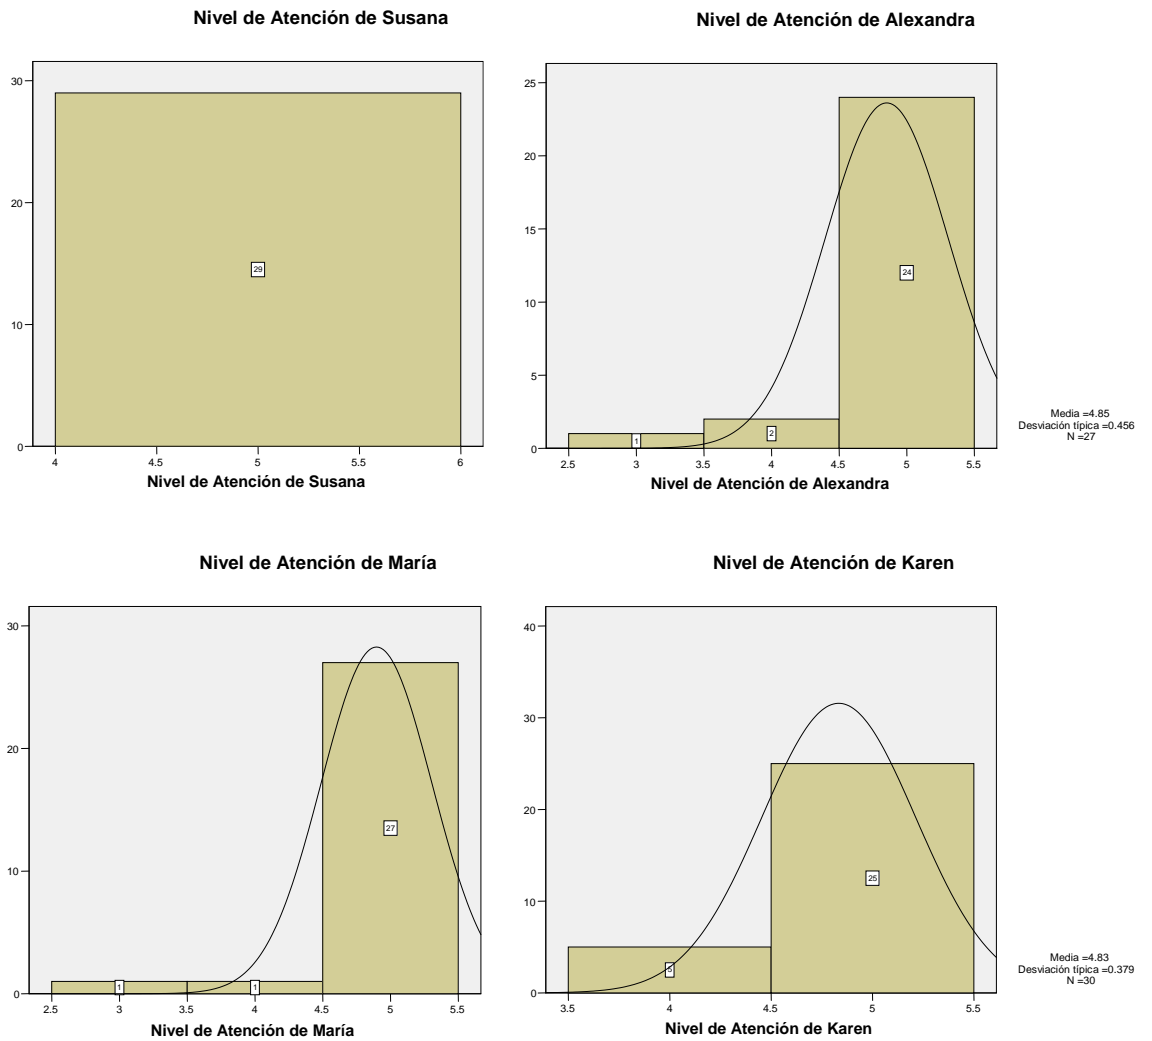 Nivel de Atención de Susana
30
20
10
0
29
4 4.5 5 5.5 6
Nivel de Atención de Susana
Nivel de Atención de Alexandra
25
20
15
10
5
0
1 2 24
2.5 3 3.5 4 4.5 5 5.5
Nivel de Atención de Alexandra
Media =4.85
Desviación típica =0.456
N =27
Nivel de Atención de María
30
20
10
0
1 1 27
2.5 3 3.5 4 4.5 5 5.5
Nivel de Atención de María
Nivel de Atención de Karen
40
30
20
10
0
5 25
3.5 4 4.5 5 5.5
Nivel de Atención de Karen
Media =4.83
Desviación típica =0.379
N =30